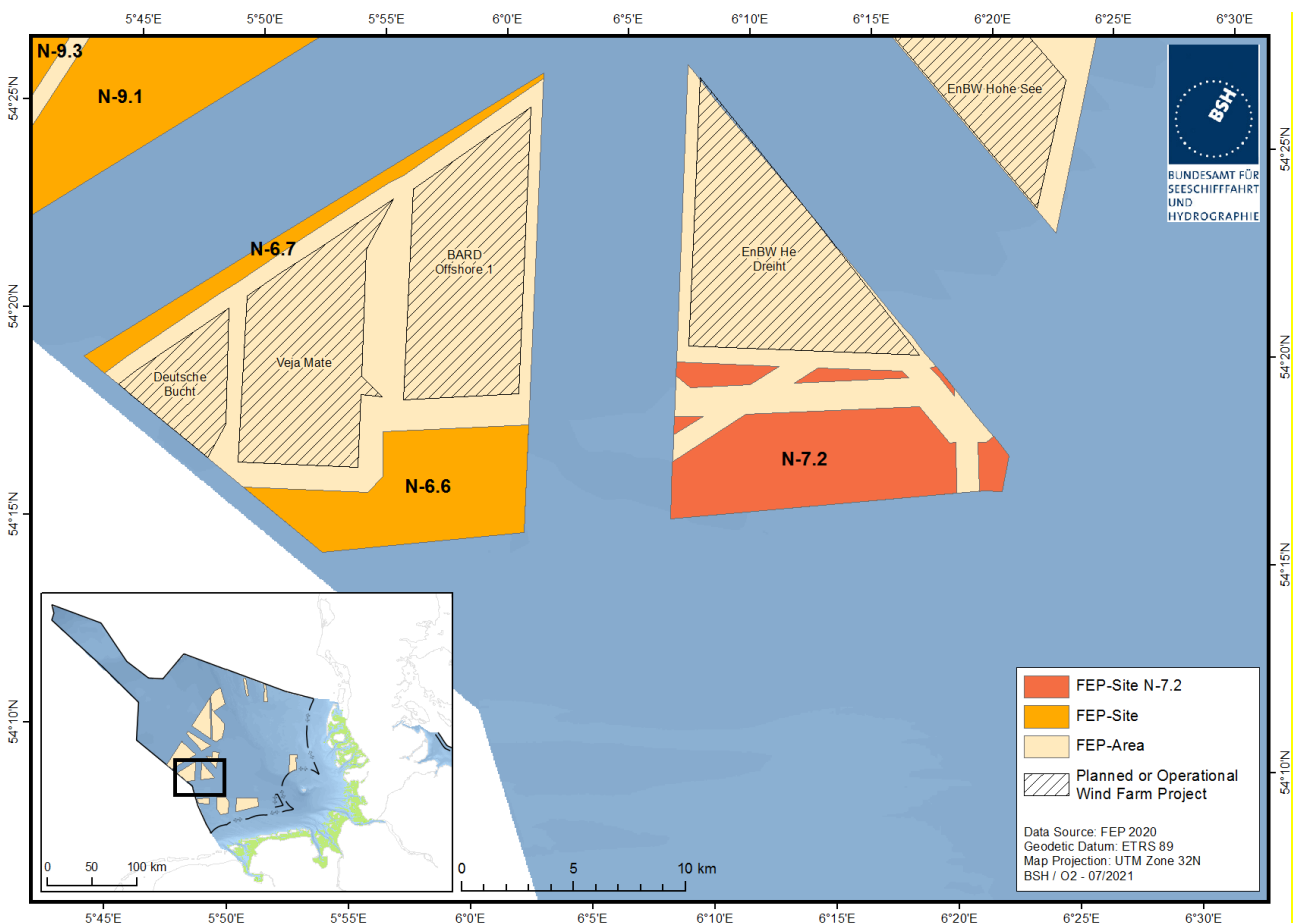 5°45'E 5°50'E 5°55'E 6°0'E 6°5'E 6°10'E 6°15'E 6°20'E 6°25'E 6°30'E
N-9.3
N-9.1
EnBW Hohe See
BSH
BUNDESAMT FÜR
SEESCHIFFFAHRT
UND
HYDROGRAPHIE
54°25'N
54°25'N
N-6.7
BARD
Offshore 1
EnBW He
Dreiht
54°20'N
54°20'N
Veja Mate
Deutsche
Bucht
N-7.2
N-6.6
54°15'N
54°15'N
54°10'N
54°10'N
0 50 100 km
0 5 10 km
FEP-Site N-7.2
FEP-Site
FEP-Area
Planned or Operational
Wind Farm Project
Data Source: FEP 2020
Geodetic Datum: ETRS 89
Map Projection: UTM Zone 32N
BSH / O2 - 07/2021
5°45'E 5°50'E 5°55'E 6°0'E 6°5'E 6°10'E 6°15'E 6°20'E 6°25'E 6°30'E